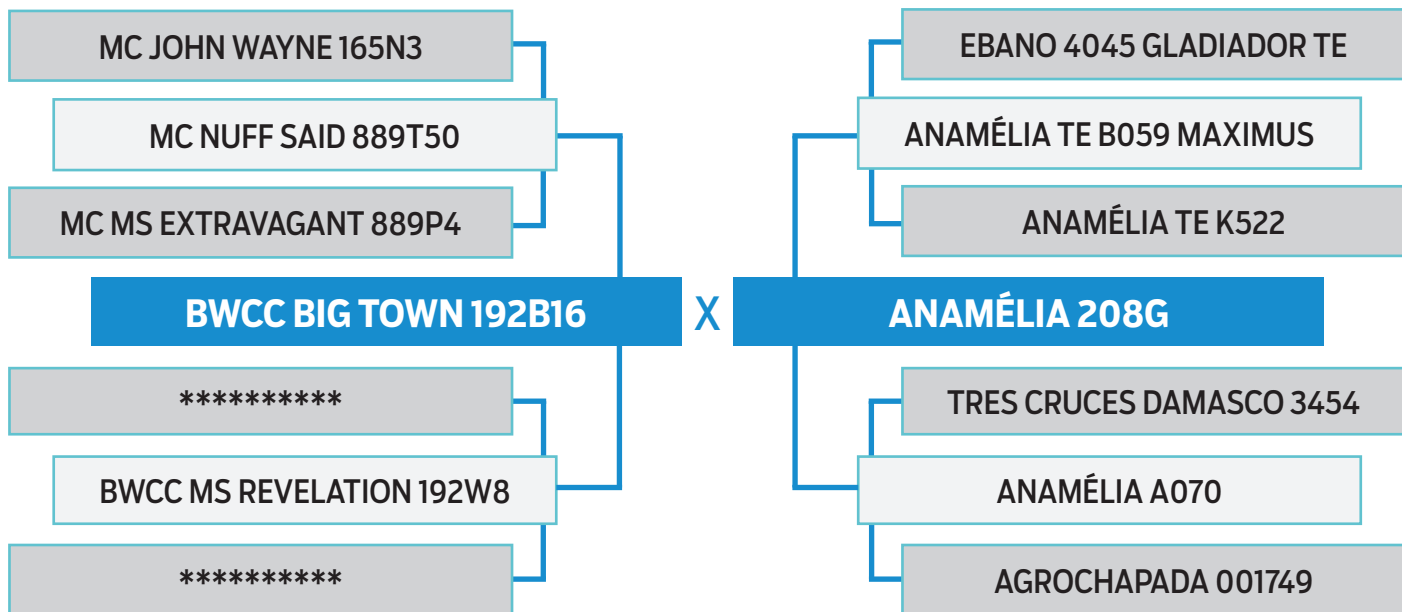 MC JOHN WAYNE 165N3
EBANO 4045 GLADIADOR TE
MC NUFF SAID 889T50
ANAMÉLIA TE B059 MAXIMUS
MC MS EXTRAVAGANT 889P4
ANAMÉLIA TE K522
BWCC BIG TOWN 192B16 X ANAMÉLIA 208G
**********
TRES CRUCES DAMASCO 3454
BWCC MS REVELATION 192W8
ANAMÉLIA A070
**********
AGROCHAPADA 001749